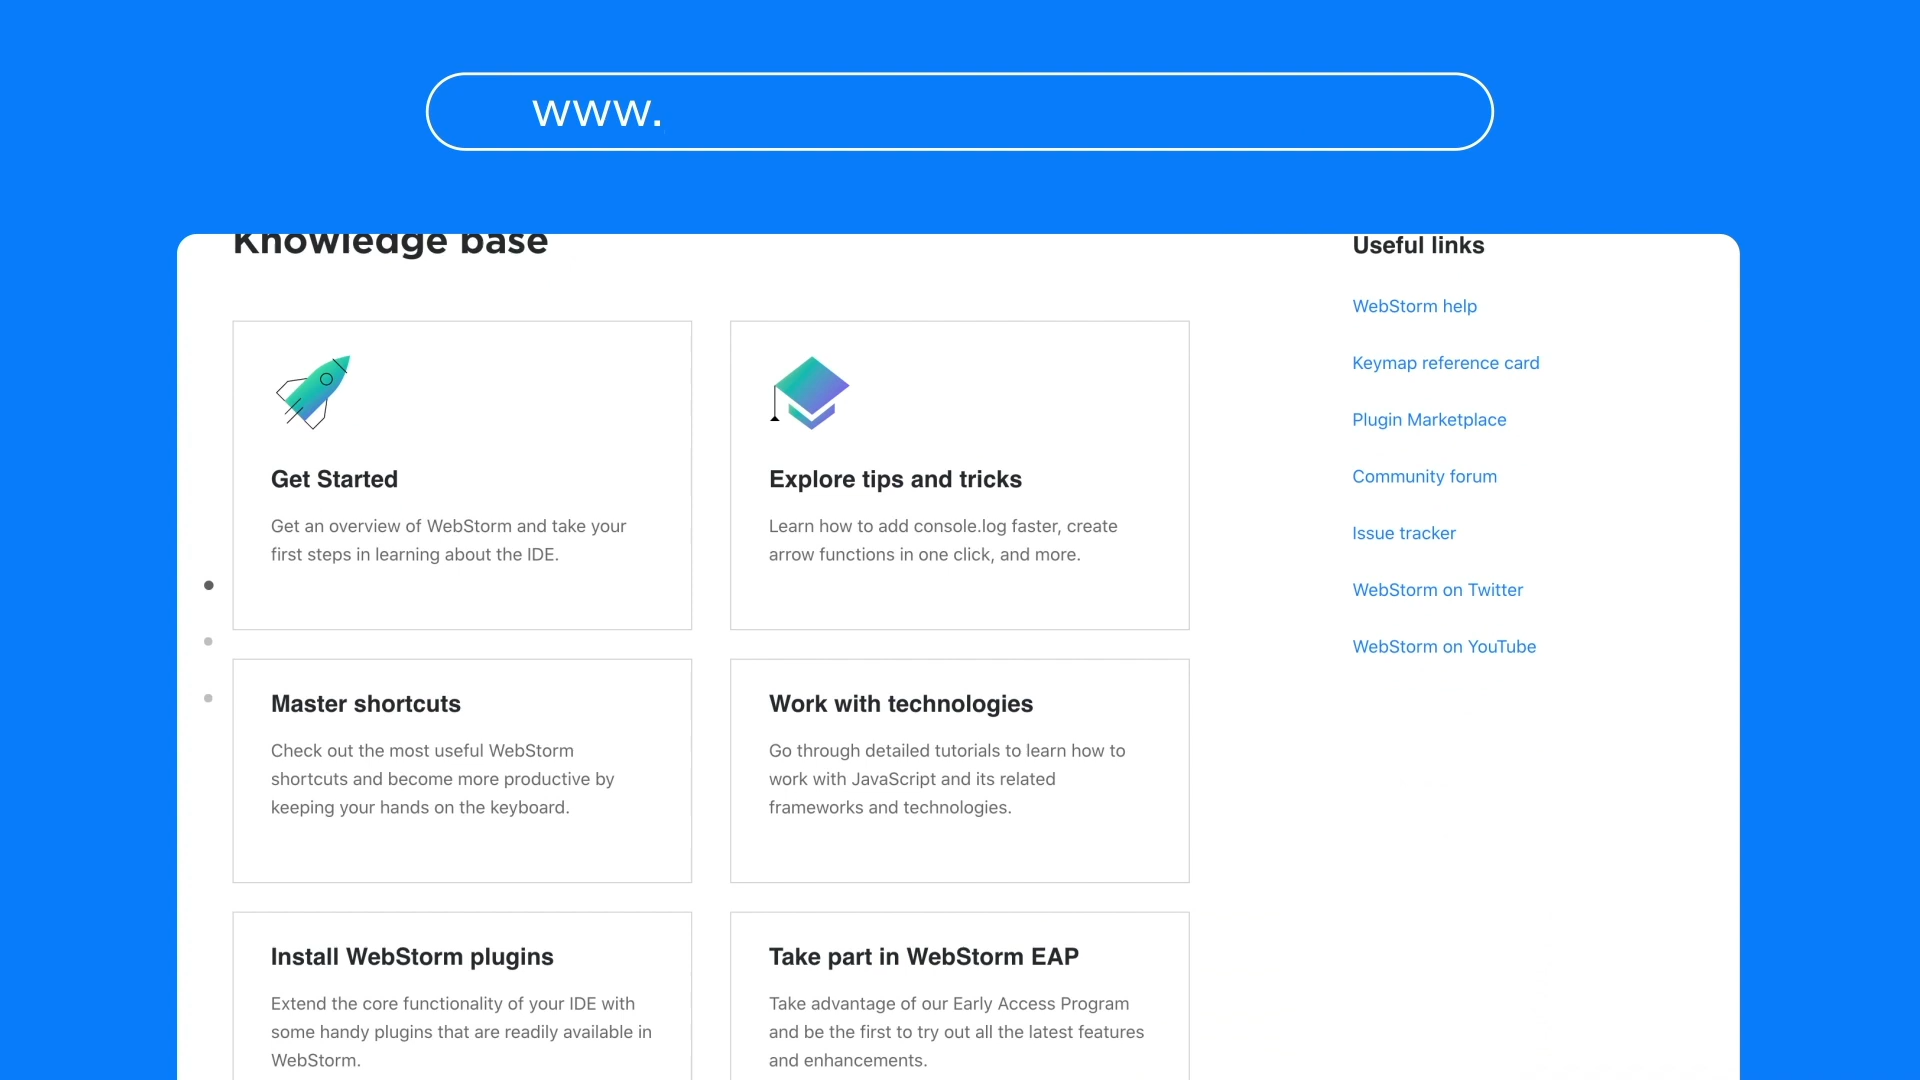 www.
Knowledge base
Get Started
Get an overview of WebStorm and take your
first steps in learning about the IDE.
Explore tips and tricks
Learn how to add console.log faster, create
arrow functions in one click, and more.
Master shortcuts
Check out the most useful WebStorm
shortcuts and become more productive by
keeping your hands on the keyboard.
Work with technologies
Go through detailed tutorials to learn how to
work with JavaScript and its related
frameworks and technologies.
Install WebStorm plugins
Extend the core functionality of your IDE with
some handy plugins that are readily available in
WebStorm.
Take part in WebStorm EAP
Take advantage of our Early Access Program
and be the first to try out all the latest features
and enhancements.
Useful links
WebStorm help
Keymap reference card
Plugin Marketplace
Community forum
Issue tracker
WebStorm on Twitter
WebStorm on YouTube